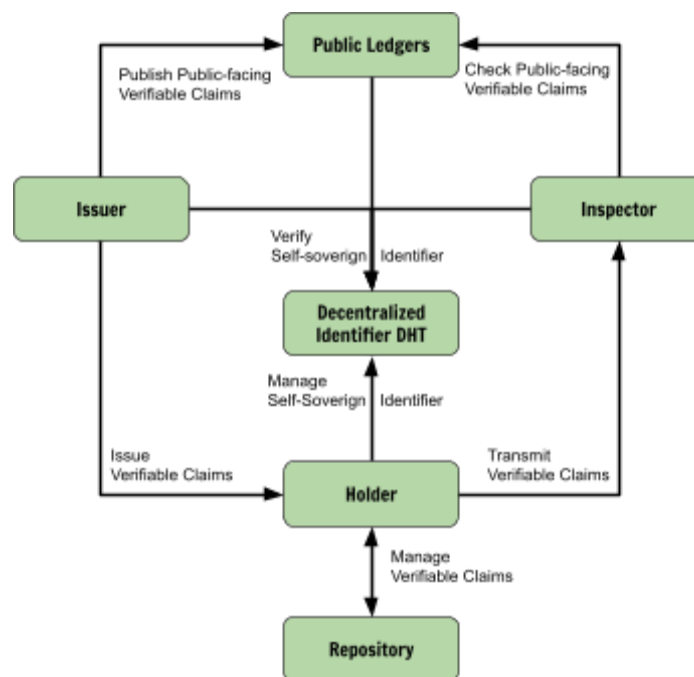 Public Ledgers
Publish Public-facing
Verifiable Claims
Check Public-facing
Verifiable Claims
Issuer
Inspector
Verify
Self-soverign Identifier
Decentralized
Identifier DHT
Manage
Self-Soverign Identifier
Issue
Verifiable Claims
Transmit
Verifiable Claims
Holder
Manage
Verifiable Claims
Repository